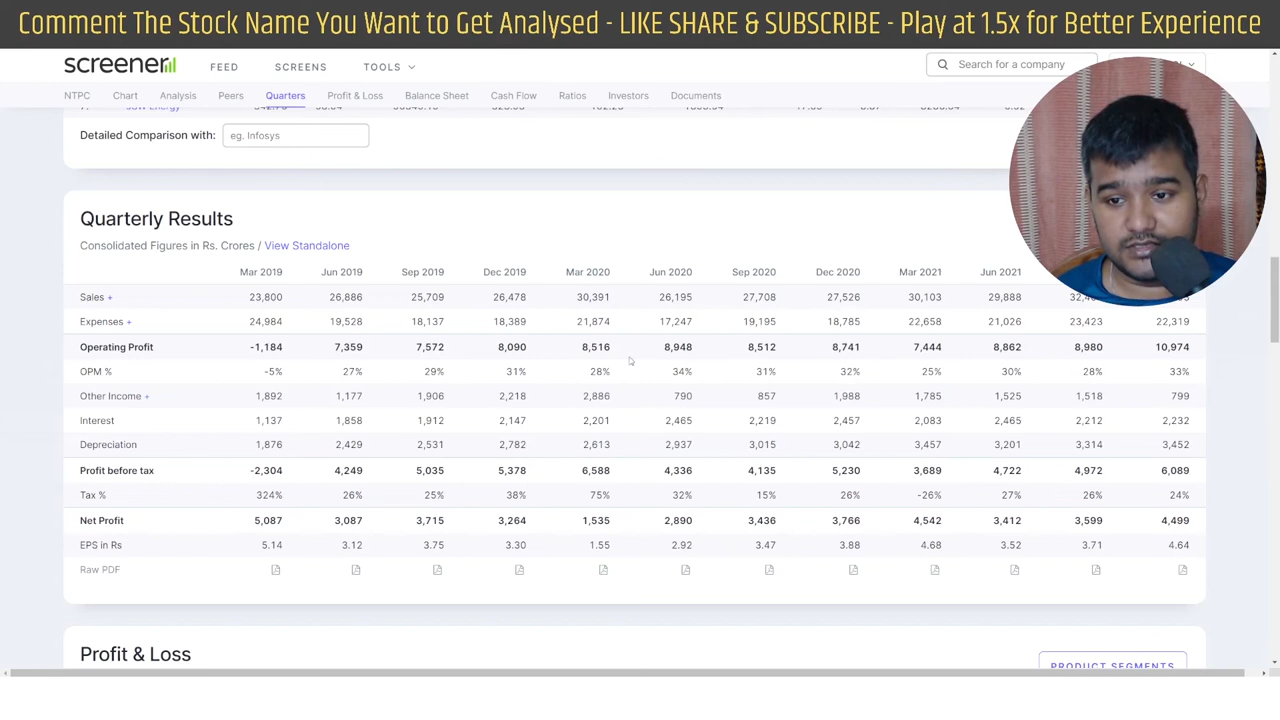 Comment The Stock Name You Want to Get Analysed - LIKE SHARE & SUBSCRIBE - Play at 1.5x for Better Experience
screener FEED SCREENS TOOLS Search for a company
NTPC Chart Analysis Peers Quarters Profit & Loss Balance Sheet Cash Flow Ratios Investors Documents
Detailed Comparison with: eg. Infosys
Quarterly Results
Consolidated Figures in Rs. Crores / View Standalone
Mar 2019 Jun 2019 Sep 2019 Dec 2019 Mar 2020 Jun 2020 Sep 2020 Dec 2020 Mar 2021 Jun 2021
Sales + 23,800 26,886 25,709 26,478 30,391 26,195 27,708 27,526 30,103 29,888
Expenses + 24,984 19,528 18,137 18,389 21,874 17,247 19,195 18,785 22,658 21,026 23,423 22,319
Operating Profit -1,184 7,359 7,572 8,090 8,516 8,948 8,512 8,741 7,444 8,862 8,980 10,974
OPM % -5% 27% 29% 31% 28% 34% 31% 32% 25% 30% 28% 33%
Other Income + 1,892 1,177 1,906 2,218 2,886 790 857 1,988 1,785 1,525 1,518 799
Interest 1,137 1,858 1,912 2,147 2,201 2,465 2,219 2,457 2,083 2,465 2,212 2,232
Depreciation 1,876 2,429 2,531 2,782 2,613 2,937 3,015 3,042 3,457 3,201 3,314 3,452
Profit before tax -2,304 4,249 5,035 5,378 6,588 4,336 4,135 5,230 3,689 4,722 4,972 6,089
Tax % 324% 26% 25% 38% 75% 32% 15% 26% -26% 27% 26% 24%
Net Profit 5,087 3,087 3,715 3,264 1,535 2,890 3,436 3,766 4,542 3,412 3,599 4,499
EPS in Rs 5.14 3.12 3.75 3.30 1.55 2.92 3.47 3.88 4.68 3.52 3.71 4.64
Raw PDF
Profit & Loss
PRODUCT SEGMENTS